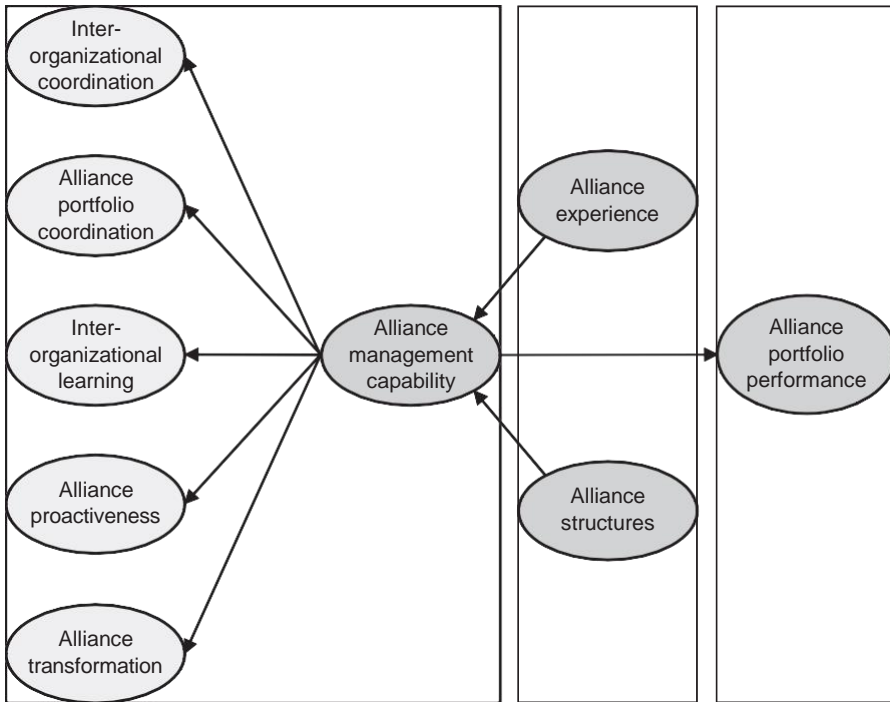 Inter-
organizational
coordination
Alliance
portfolio
coordination
Inter-
organizational
learning
Alliance
proactiveness
Alliance
transformation
Alliance
management
capability
Alliance
experience
Alliance
structures
Alliance
portfolio
performance